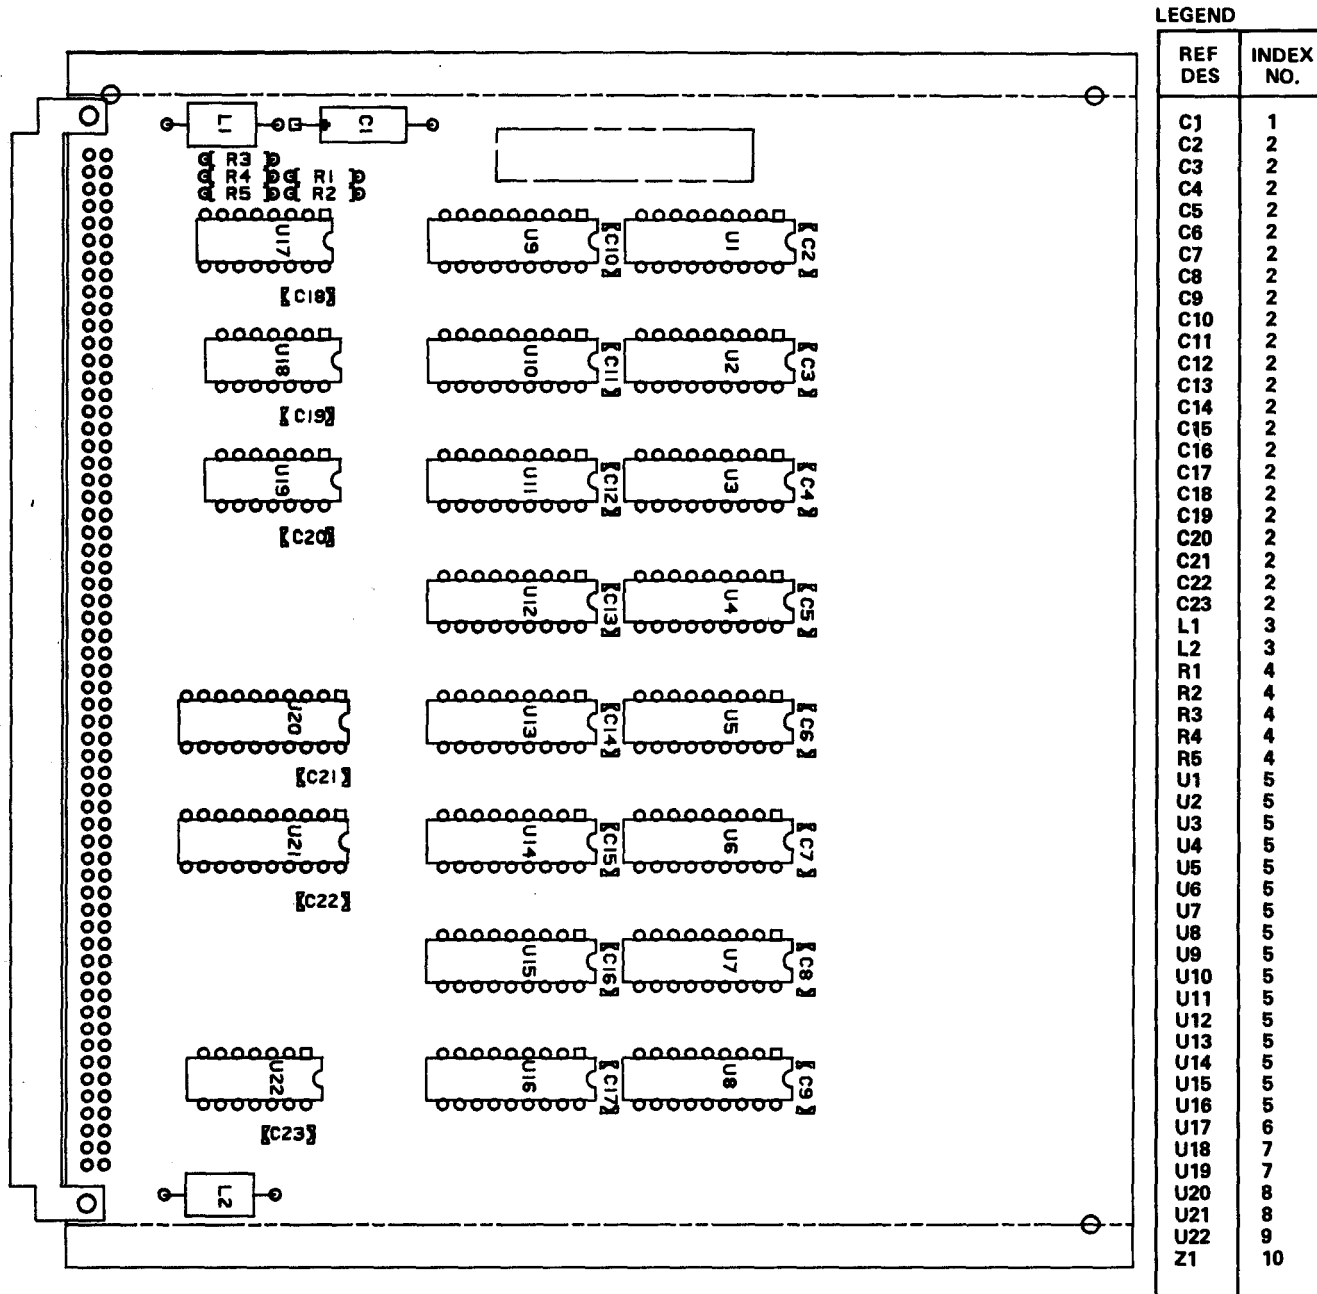 LEGEND
REF DES INDEX NO.
C1 1
C2 2
C3 2
C4 2
C5 2
C6 2
C7 2
C8 2
C9 2
C10 2
C11 2
C12 2
C13 2
C14 2
C15 2
C16 2
C17 2
C18 2
C19 2
C20 2
C21 2
C22 2
C23 2
L1 3
L2 3
R1 4
R2 4
R3 4
R4 4
R5 4
U1 5
U2 5
U3 5
U4 5
U5 5
U6 5
U7 5
U8 5
U9 5
U10 5
U11 5
U12 5
U13 5
U14 5
U15 5
U16 5
U17 6
U18 7
U19 7
U20 8
U21 8
U22 9
Z1 10
L1 C1
R3
R4 R1
R5 R2
U17 U9 C10 U1 C2
C18
U18 U10 C11 U2 C3
C19
U19 U11 C12 U3 C4
C20
U12 C13 U4 C5
U20 U13 C14 U5 C6
C21
U21 U14 C15 U6 C7
C22
U15 C16 U7 C8
U22 U16 C17 U8 C9
C23
L2